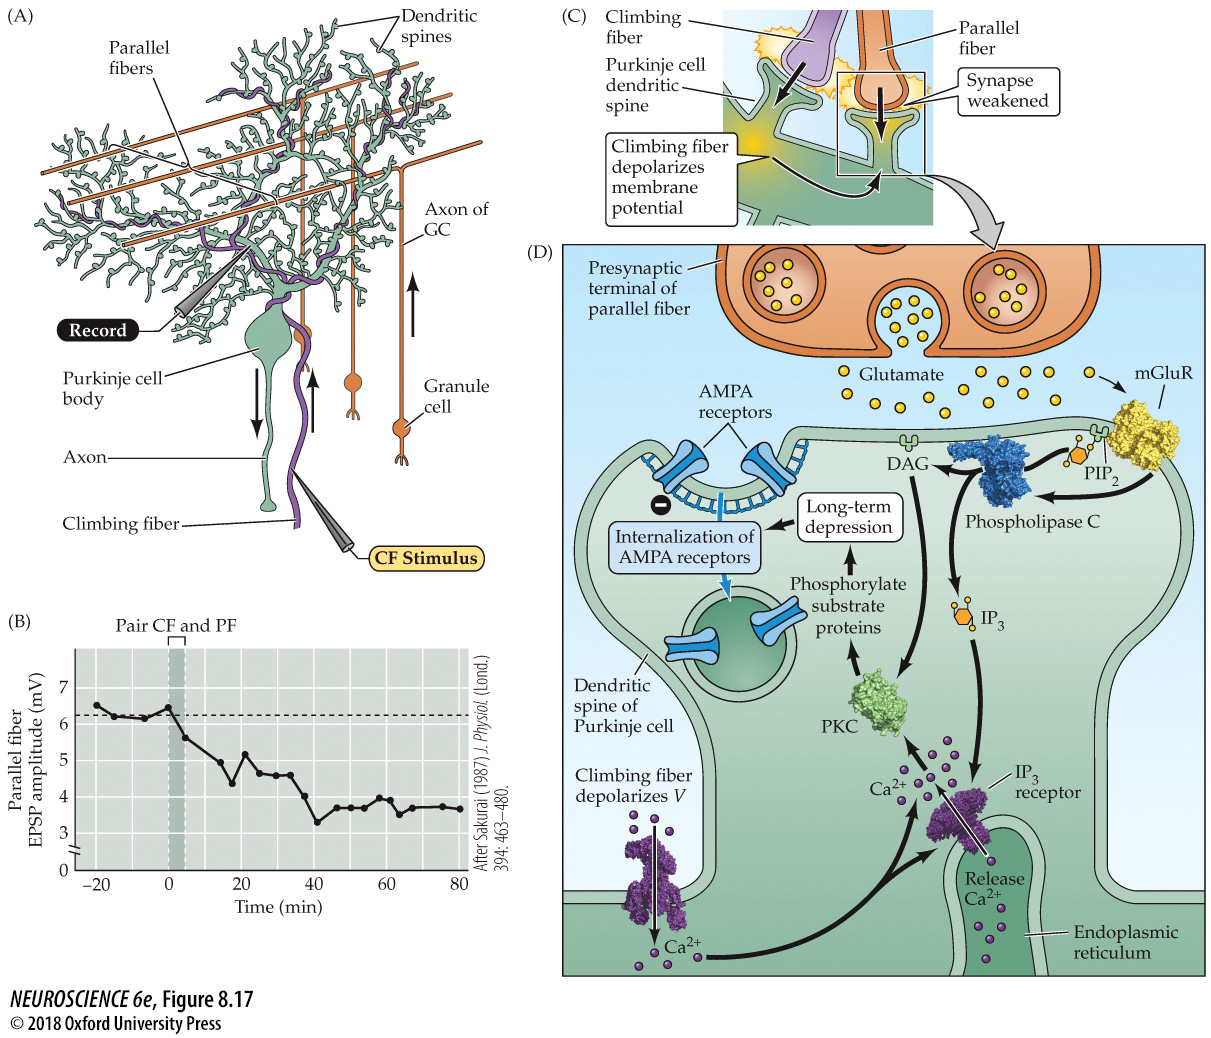 (A)
Dendritic
spines
Parallel
fibers
Axon of
GC
Record
Purkinje cell
body
Granule
cell
Axon
Climbing fiber
CF Stimulus
(B)
Pair CF and PF
Parallel fiber
EPSP amplitude (mV)
7
6
5
4
3
0
−20
0
20
40
60
80
Time (min)
After Sakurai (1987) J. Physiol. (Lond.)
394: 463–480.
(C)
Climbing
fiber
Parallel
fiber
Purkinje cell
dendritic
spine
Synapse
weakened
Climbing fiber
depolarizes
membrane
potential
(D)
Presynaptic
terminal of
parallel fiber
Glutamate
mGluR
AMPA
receptors
DAG
PIP2
Phospholipase C
Long-term
depression
Internalization of
AMPA receptors
Phosphorylate
substrate
proteins
IP3
Dendritic
spine of
Purkinje cell
PKC
Climbing fiber
depolarizes V
Ca2+
IP3
receptor
Release
Ca2+
Ca2+
Endoplasmic
reticulum
NEUROSCIENCE 6e, Figure 8.17
© 2018 Oxford University Press